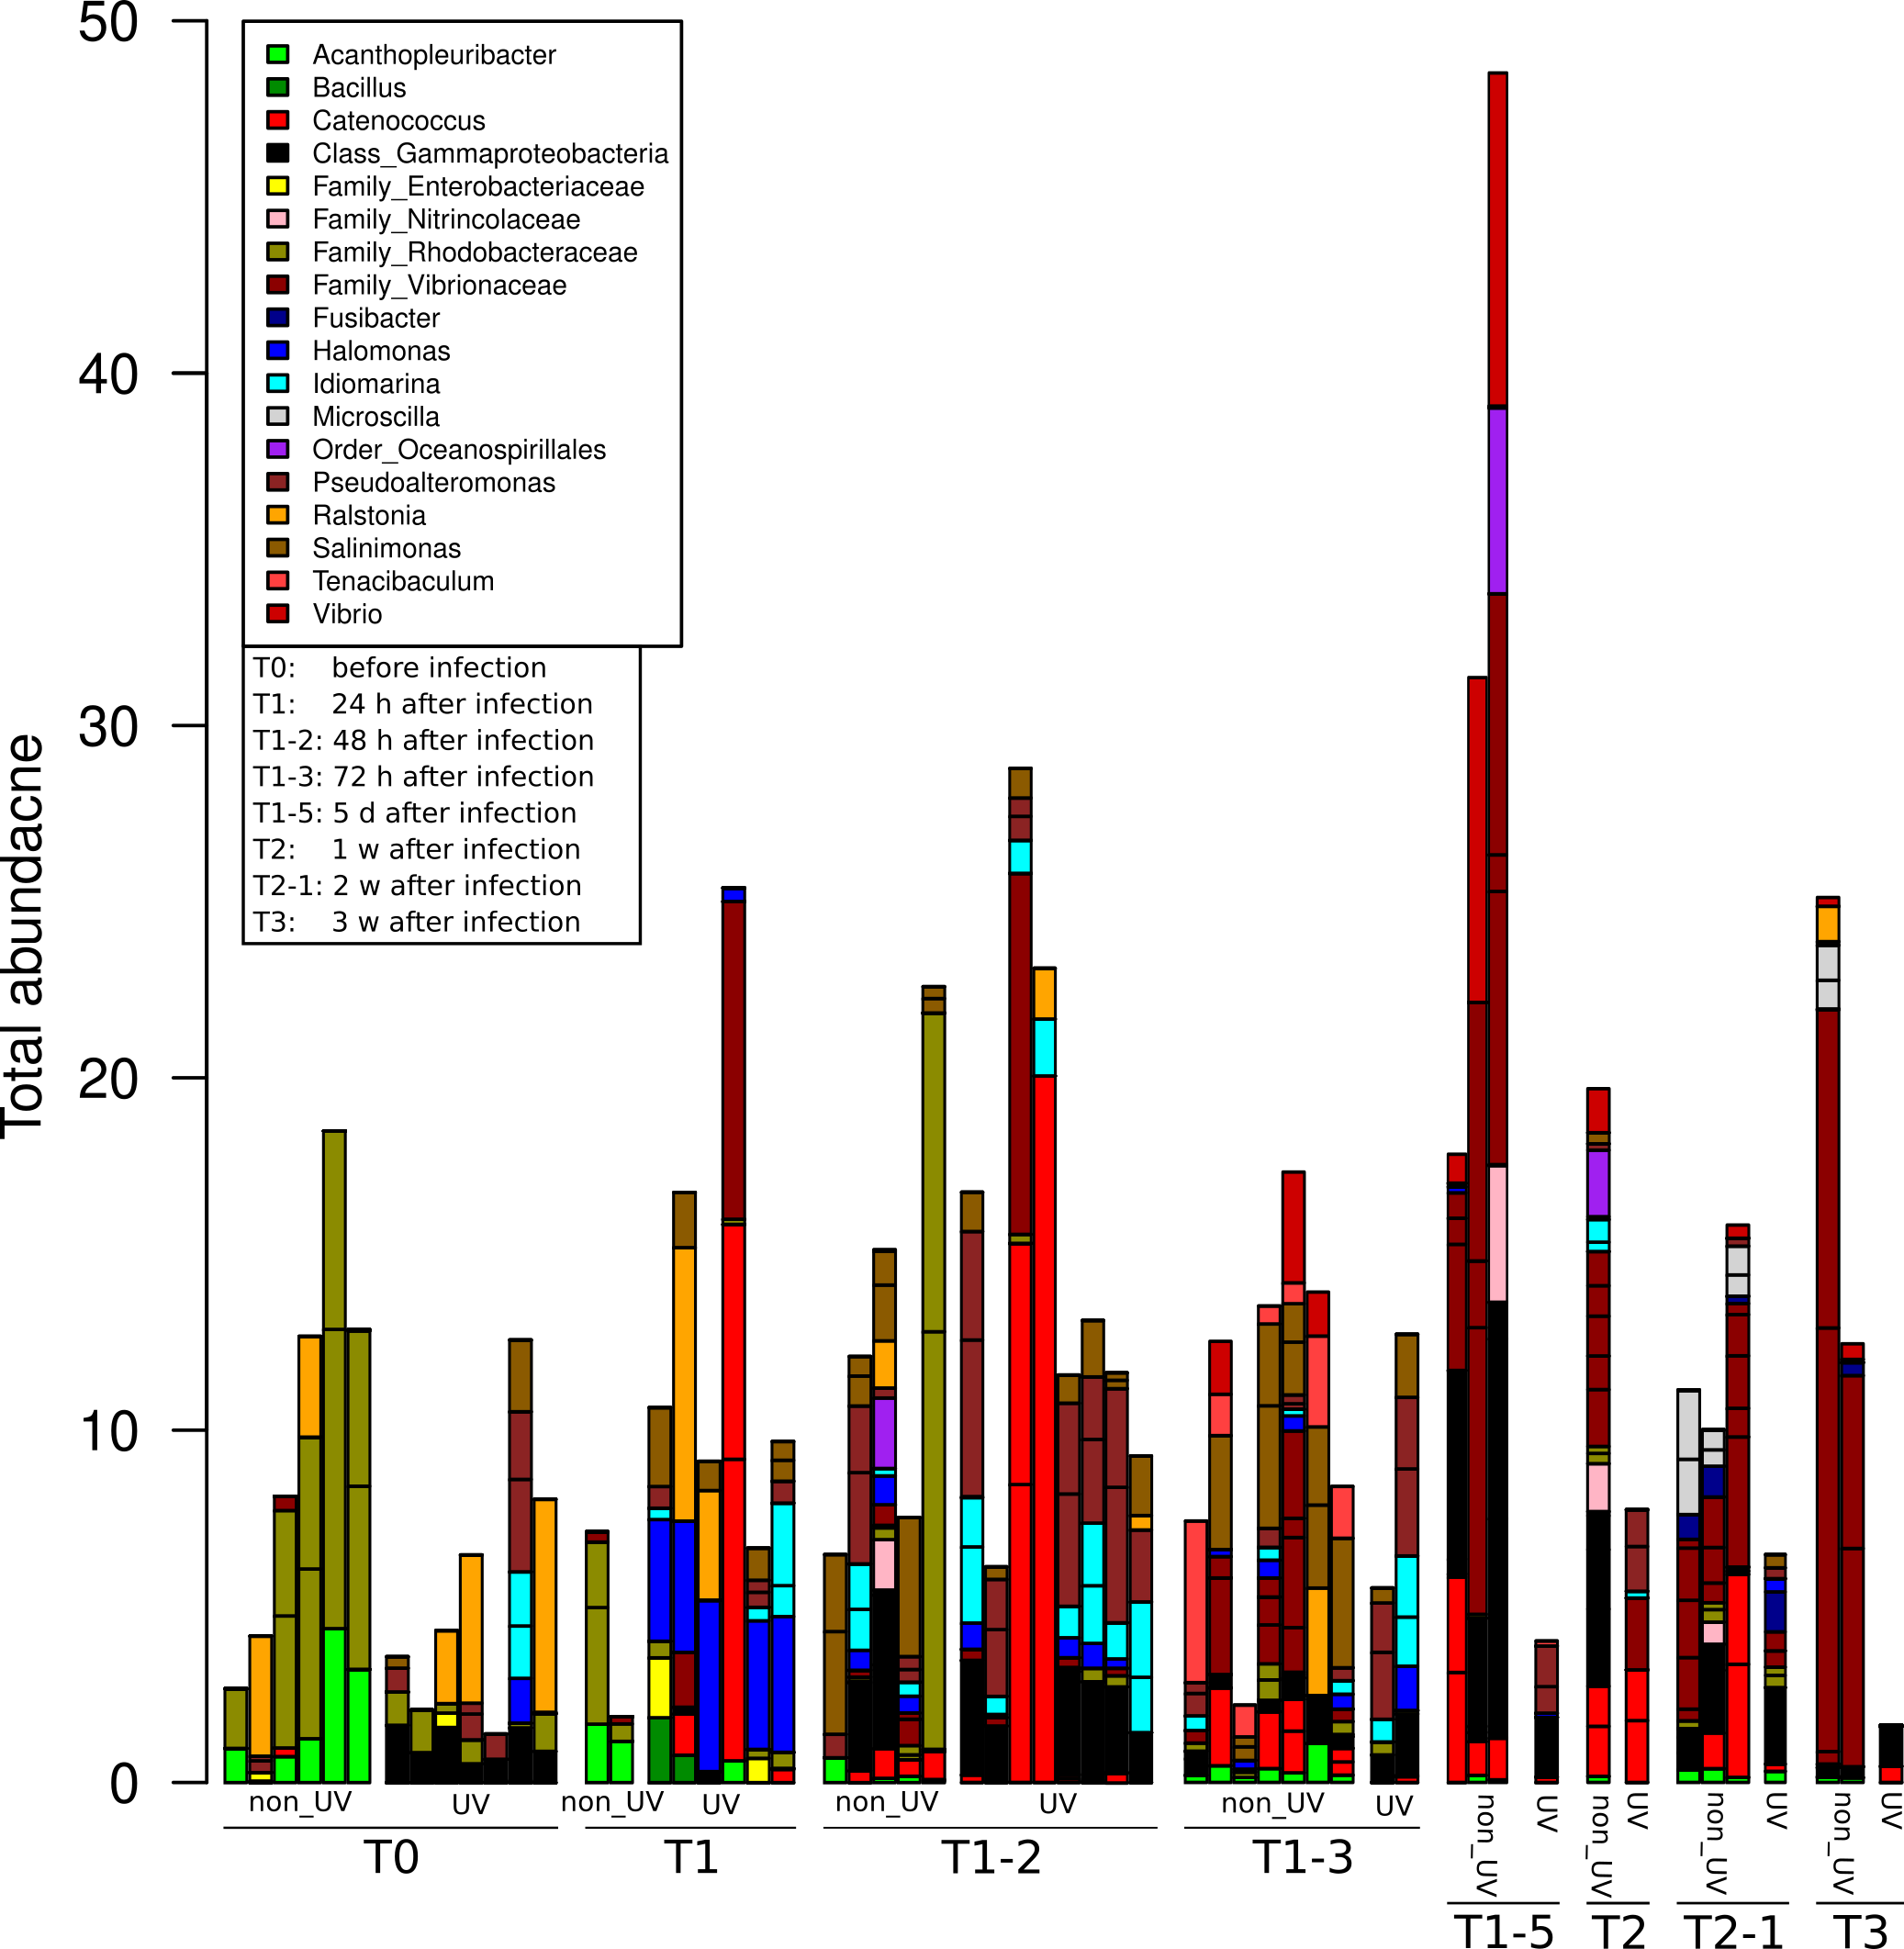 50
40
30
20
10
0
Total abundacne
Acanthopleuribacter
Bacillus
Catenococcus
Class_Gammaproteobacteria
Family_Enterobacteriaceae
Family_Nitrincolaceae
Family_Rhodobacteraceae
Family_Vibrionaceae
Fusibacter
Halomonas
Idiomarina
Microscilla
Order_Oceanospirillales
Pseudoalteromonas
Ralstonia
Salinimonas
Tenacibaculum
Vibrio
T0: before infection
T1: 24 h after infection
T1-2: 48 h after infection
T1-3: 72 h after infection
T1-5: 5 d after infection
T2: 1 w after infection
T2-1: 2 w after infection
T3: 3 w after infection
non_UV UV non_UV UV non_UV UV non_UV UV non_UV UV non_UV UV non_UV UV non_UV UV
T0 T1 T1-2 T1-3 T1-5 T2 T2-1 T3